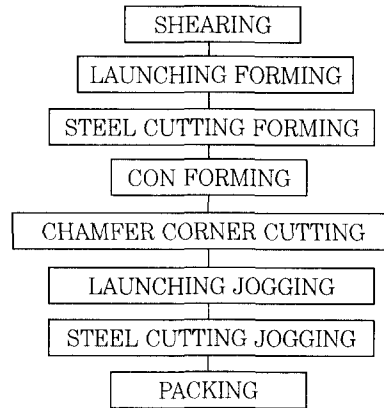 SHEARING
LAUNCHING FORMING
STEEL CUTTING FORMING
CON FORMING
CHAMFER CORNER CUTTING
LAUNCHING JOGGING
STEEL CUTTING JOGGING
PACKING